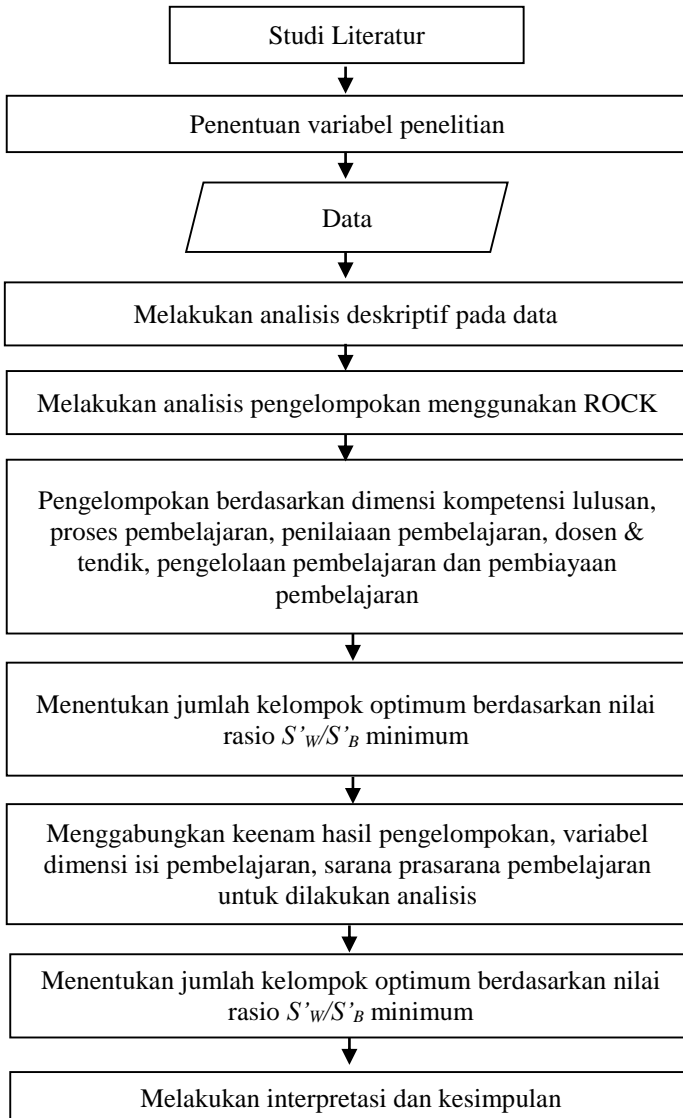 Studi Literatur
Penentuan variabel penelitian
Data
Melakukan analisis deskriptif pada data
Melakukan analisis pengelompokan menggunakan ROCK
Pengelompokan berdasarkan dimensi kompetensi lulusan,
proses pembelajaran, penilaiaan pembelajaran, dosen &
tendik, pengelolaan pembelajaran dan pembiayaan
pembelajaran
Menentukan jumlah kelompok optimum berdasarkan nilai
rasio S’W/S’B minimum
Menggabungkan keenam hasil pengelompokan, variabel
dimensi isi pembelajaran, sarana prasarana pembelajaran
untuk dilakukan analisis
Menentukan jumlah kelompok optimum berdasarkan nilai
rasio S’W/S’B minimum
Melakukan interpretasi dan kesimpulan